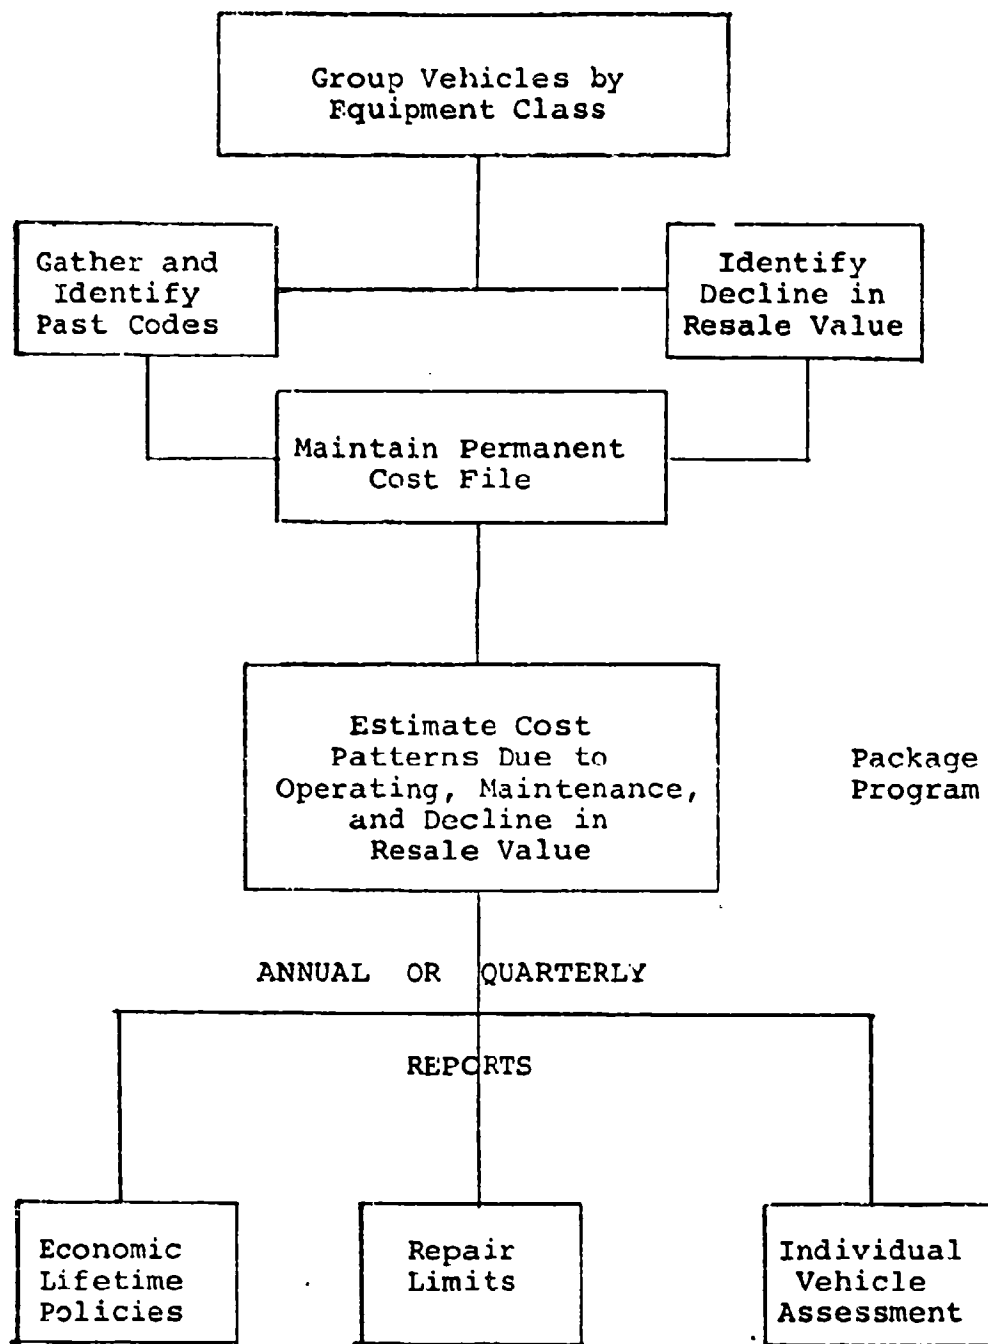 Group Vehicles by
Equipment Class
Gather and
Identify
Past Codes
Identify
Decline in
Resale Value
Maintain Permanent
Cost File
Estimate Cost
Patterns Due to
Operating, Maintenance,
and Decline in
Resale Value
Package
Program
ANNUAL OR QUARTERLY
REPORTS
Economic
Lifetime
Policies
Repair
Limits
Individual
Vehicle
Assessment